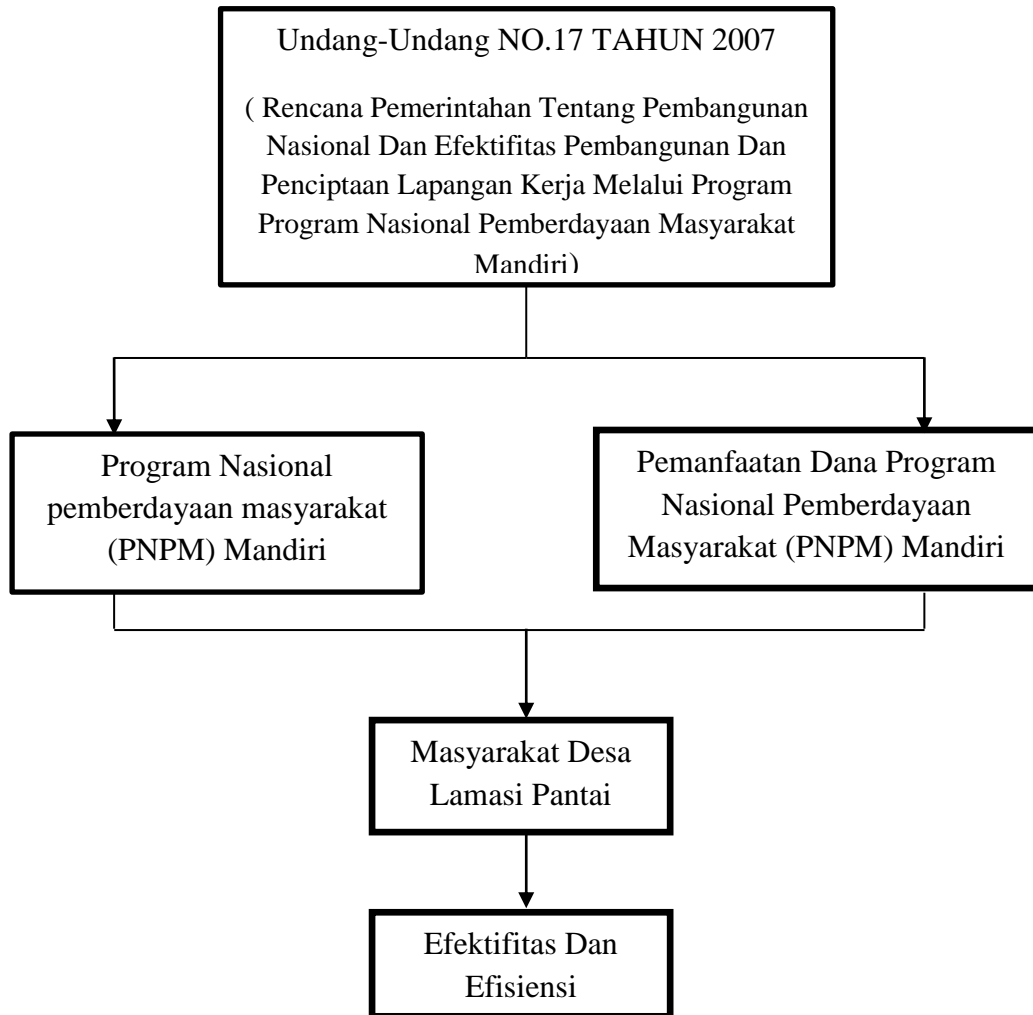 Undang-Undang NO.17 TAHUN 2007
( Rencana Pemerintahan Tentang Pembangunan
Nasional Dan Efektifitas Pembangunan Dan
Penciptaan Lapangan Kerja Melalui Program
Program Nasional Pemberdayaan Masyarakat
Mandiri)
Program Nasional
pemberdayaan masyarakat
(PNPM) Mandiri
Pemanfaatan Dana Program
Nasional Pemberdayaan
Masyarakat (PNPM) Mandiri
Masyarakat Desa
Lamasi Pantai
Efektifitas Dan
Efisiensi